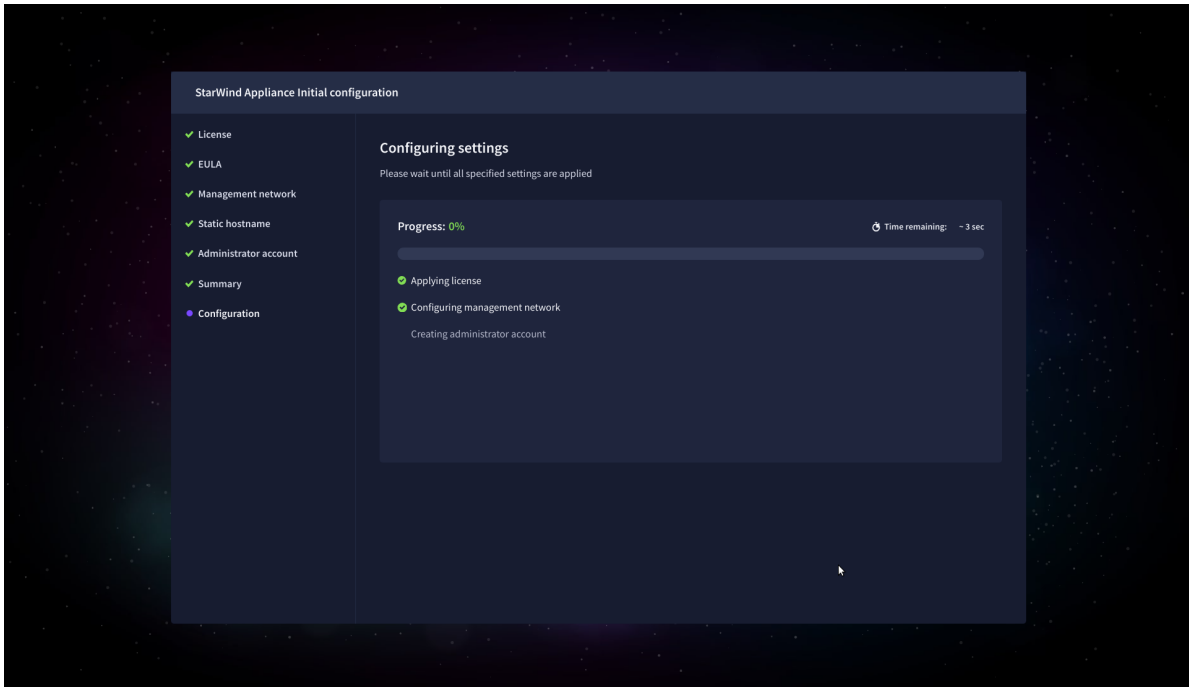 StarWind Appliance Initial configuration
License
EULA
Management network
Static hostname
Administrator account
Summary
Configuration
Configuring settings
Please wait until all specified settings are applied
Progress: 0%
Time remaining: ~ 3 sec
Applying license
Configuring management network
Creating administrator account